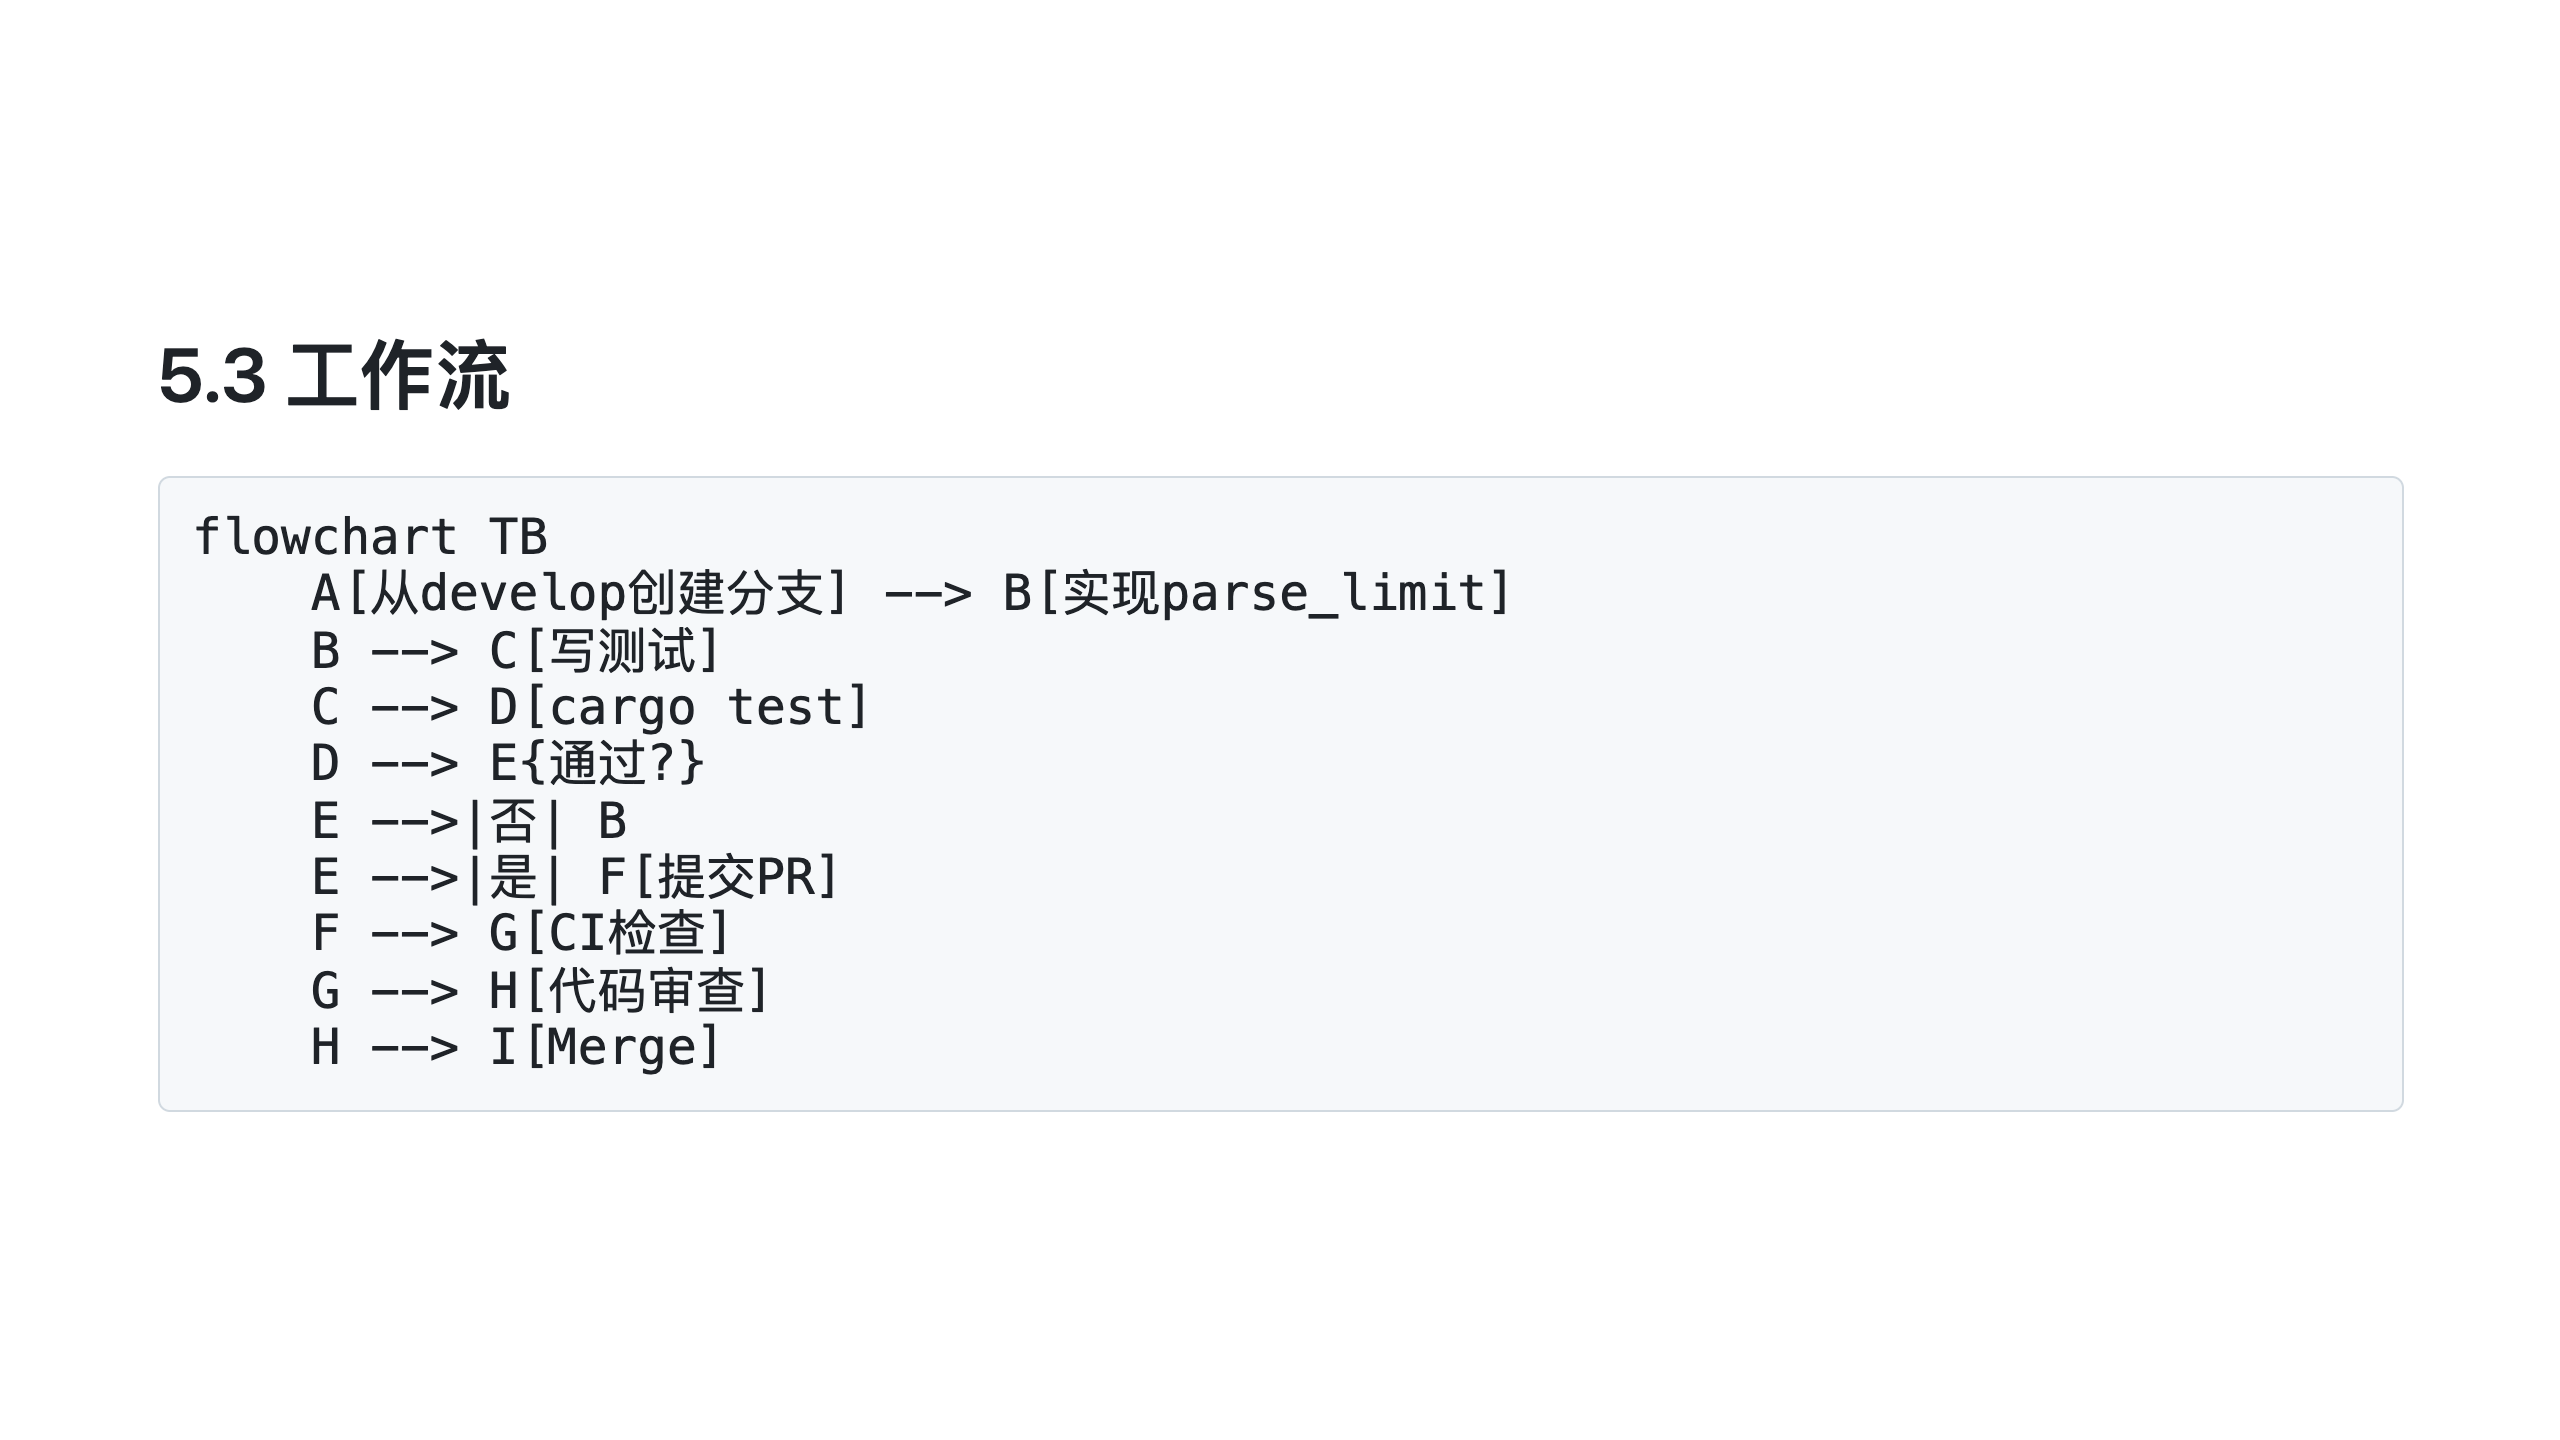 5.3 工作流
flowchart TB
    A[从develop创建分支] --> B[实现parse_limit]
    B --> C[写测试]
    C --> D[cargo test]
    D --> E{通过?}
    E -->|否| B
    E -->|是| F[提交PR]
    F --> G[CI检查]
    G --> H[代码审查]
    H --> I[Merge]